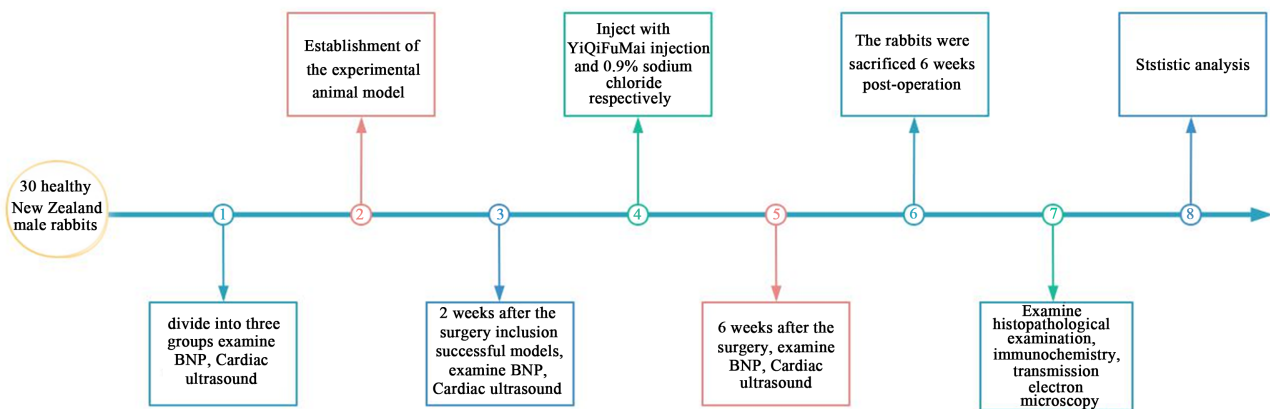 30 healthy
New Zealand
male rabbits
1
divide into three
groups examine
BNP, Cardiac
ultrasound
2
Establishment of
the experimental
animal model
3
2 weeks after the
surgery inclusion
successful models,
examine BNP,
Cardiac ultrasound
4
Inject with
YiQiFuMai injection
and 0.9% sodium
chloride
respectively
5
6 weeks after the
surgery, examine
BNP, Cardiac
ultrasound
6
The rabbits were
sacrificed 6 weeks
post-operation
7
Examine
histopathological
examination,
immunochemistry,
transmission
electron
microscopy
8
Ststistic analysis